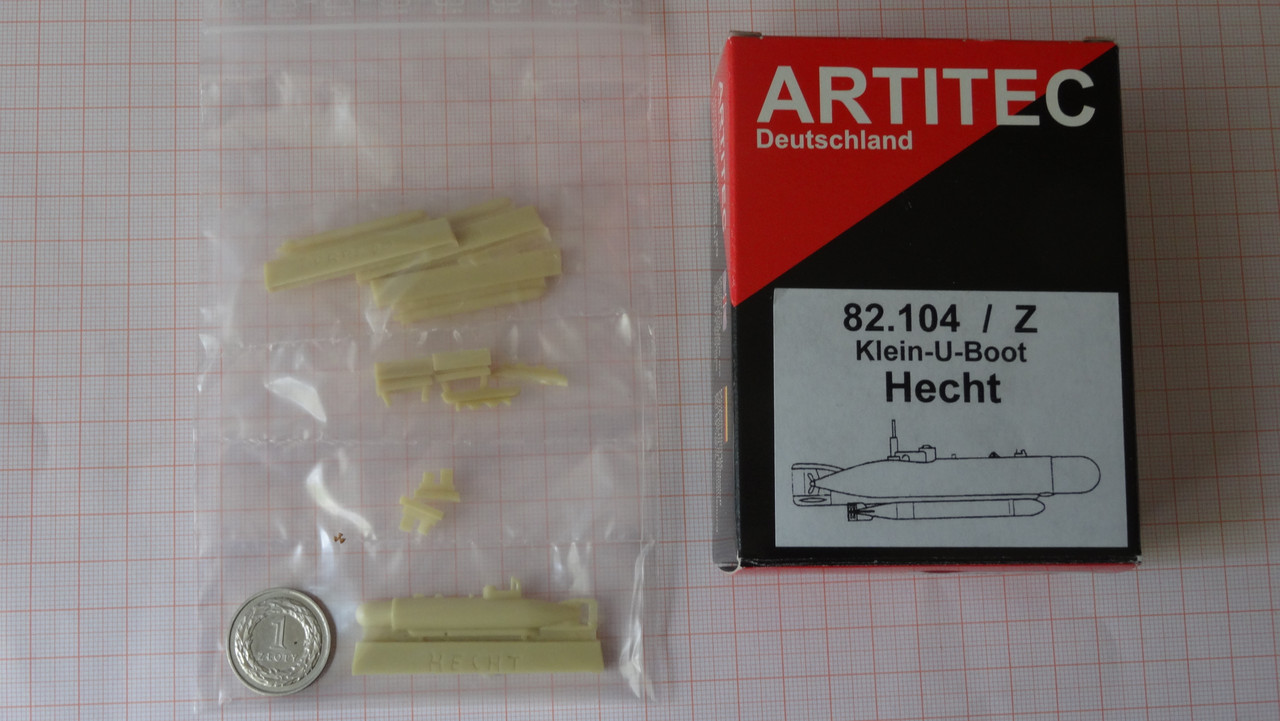 ARTITEC
Deutschland
82.104 / Z
Klein-U-Boot
Hecht
1
ZŁOTY
HECHT